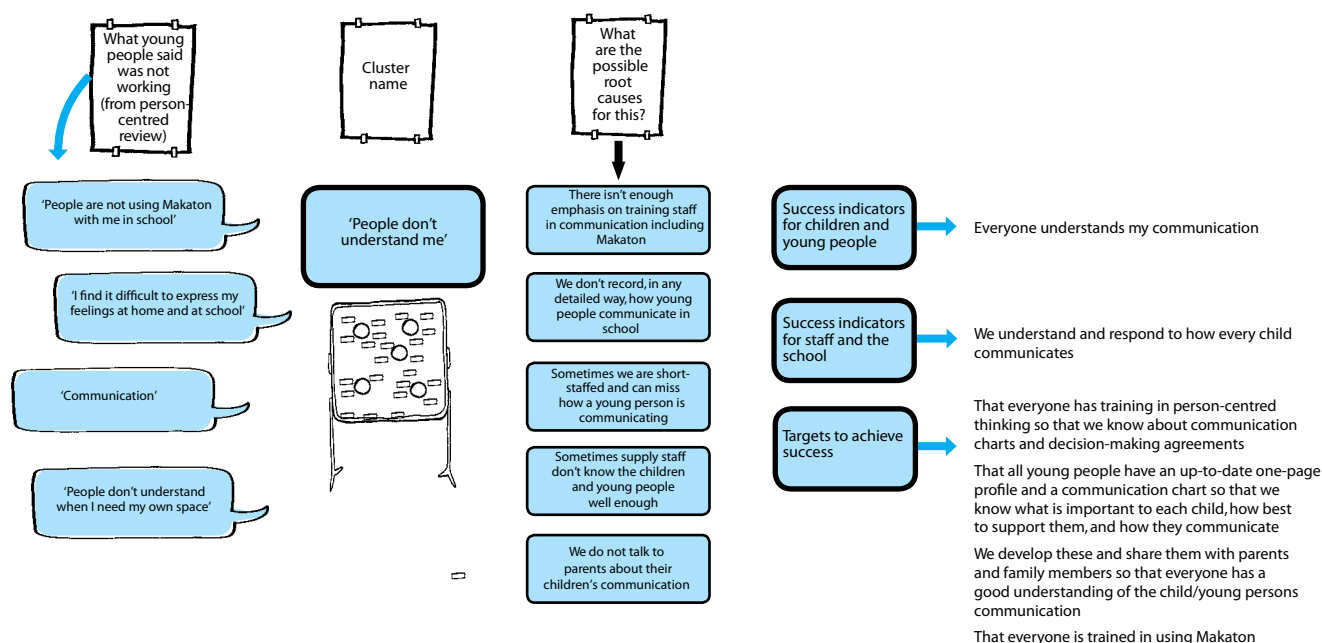 What young
people said
was not
working
(from person-
centred
review)
Cluster
name
What
are the
possible
root
causes
for this?
'People are not using Makaton
with me in school'
'I find it difficult to express my
feelings at home and at school'
'Communication'
'People don't understand
when I need my own space'
'People don't
understand me'
There isn't enough
emphasis on training staff
in communication including
Makaton
We don't record, in any
detailed way, how young
people communicate in
school
Sometimes we are short-
staffed and can miss
how a young person is
communicating
Sometimes supply staff
don't know the children
and young people
well enough
We do not talk to
parents about their
children's communication
Success indicators
for children and
young people
Everyone understands my communication
Success indicators
for staff and the
school
We understand and respond to how every child
communicates
Targets to achieve
success
That everyone has training in person-centred
thinking so that we know about communication
charts and decision-making agreements
That all young people have an up-to-date one-page
profile and a communication chart so that we
know what is important to each child, how best
to support them, and how they communicate
We develop these and share them with parents
and family members so that everyone has a
good understanding of the child/young persons
communication
That everyone is trained in using Makaton